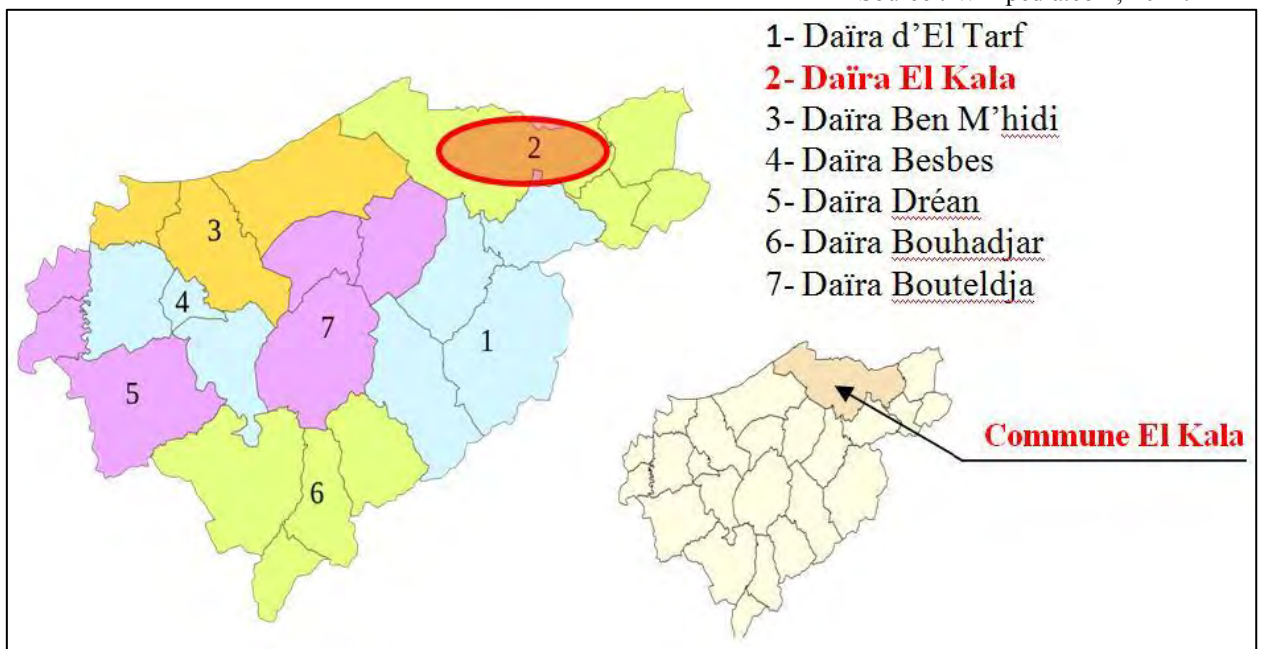 1- Daïra d'El Tarf
2- Daïra El Kala
3- Daïra Ben M'hidi
4- Daïra Besbes
5- Daïra Dréan
6- Daïra Bouhadjar
7- Daïra Bouteldja
2
3
4
7
1
5
6
Commune El Kala